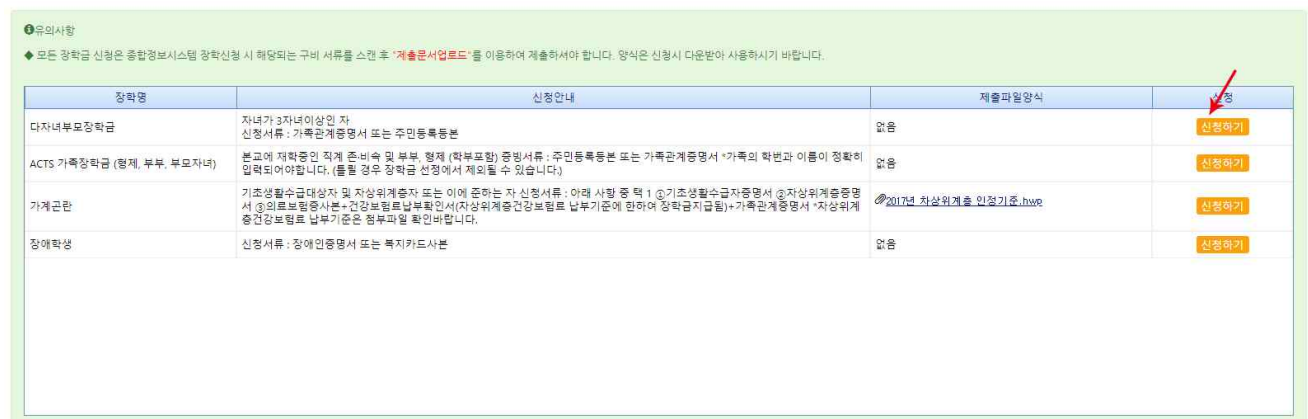 유의사항
◆ 모든 장학금 신청은 종합정보시스템 장학신청 시 해당되는 구비 서류를 스캔 후 "제출문서업로드"를 이용하여 제출하셔야 합니다. 양식은 신청시 다운받아 사용하시기 바랍니다.
장학명 신청안내 제출파일양식 신청
다자녀부모장학금
자녀가 3자녀이상인 자
신청서류 : 가족관계증명서 또는 주민등록등본
없음
신청하기
ACTS 가족장학금 (형제, 부부, 부모자녀)
본교에 재학중인 직계 존·비속 및 부부, 형제 (학부포함) 증빙서류 : 주민등록등본 또는 가족관계증명서 *가족의 학번과 이름이 정확히
입력되어야합니다. (틀릴 경우 장학금 선정에서 제외될 수 있습니다.)
없음
신청하기
가계곤란
기초생활수급대상자 및 차상위계층자 또는 이에 준하는 자 신청서류 : 아래 사항 중 택 1 ①기초생활수급자증명서 ②차상위계층증명
서 ③의료보험증사본+건강보험료납부확인서(차상위계층건강보험료 납부기준에 한하여 장학금지급됨)+가족관계증명서 *차상위계
층건강보험료 납부기준은 첨부파일 확인바랍니다.
2017년 차상위계층 인정기준.hwp
신청하기
장애학생
신청서류 : 장애인증명서 또는 복지카드사본
없음
신청하기